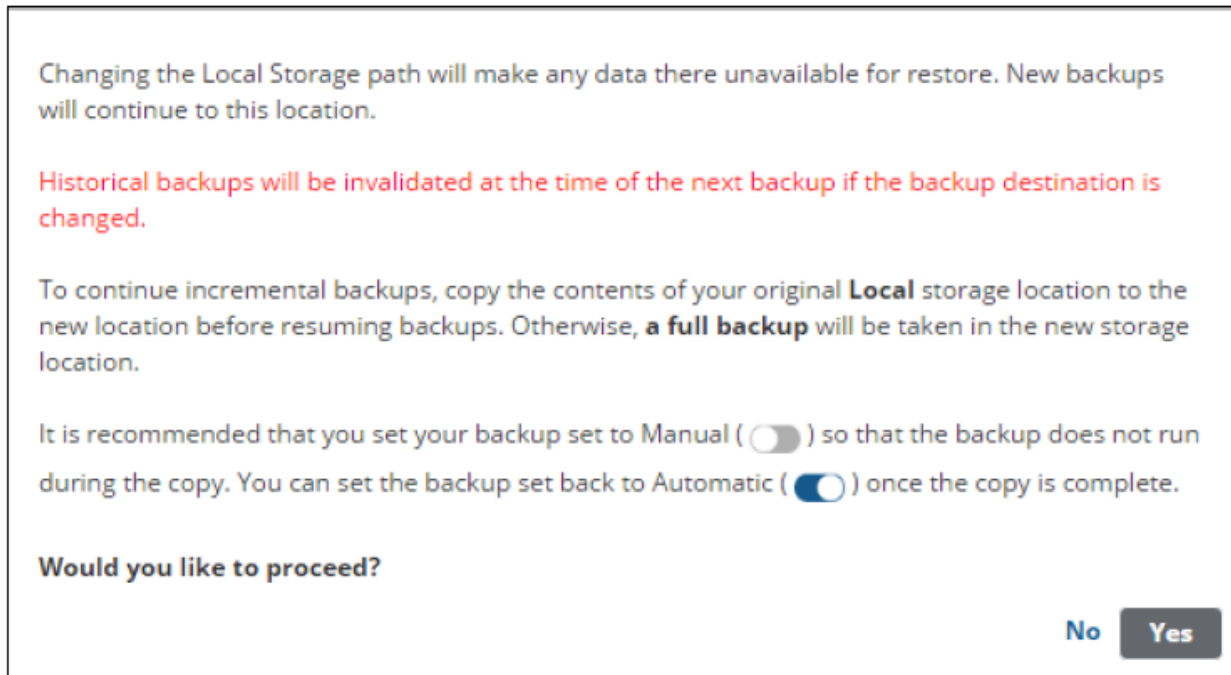 Changing the Local Storage path will make any data there unavailable for restore. New backups
will continue to this location.
Historical backups will be invalidated at the time of the next backup if the backup destination is
changed.
To continue incremental backups, copy the contents of your original Local storage location to the
new location before resuming backups. Otherwise, a full backup will be taken in the new storage
location.
It is recommended that you set your backup set to Manual ( ) so that the backup does not run
during the copy. You can set the backup set back to Automatic ( ) once the copy is complete.
Would you like to proceed?
No Yes